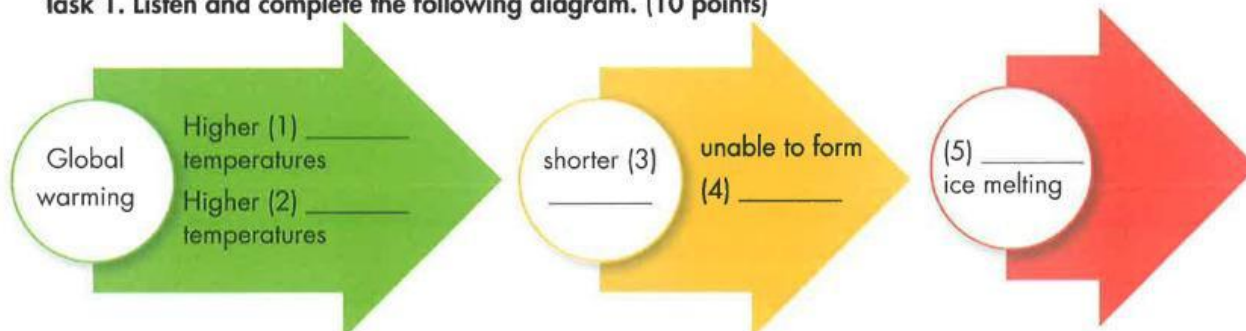 Task 1. Listen and complete the following diagram. (10 points)
Global
warming
Higher (1) ________
temperatures
Higher (2) ________
temperatures
shorter (3)
________
unable to form
(4) ________
(5) ________
ice melting